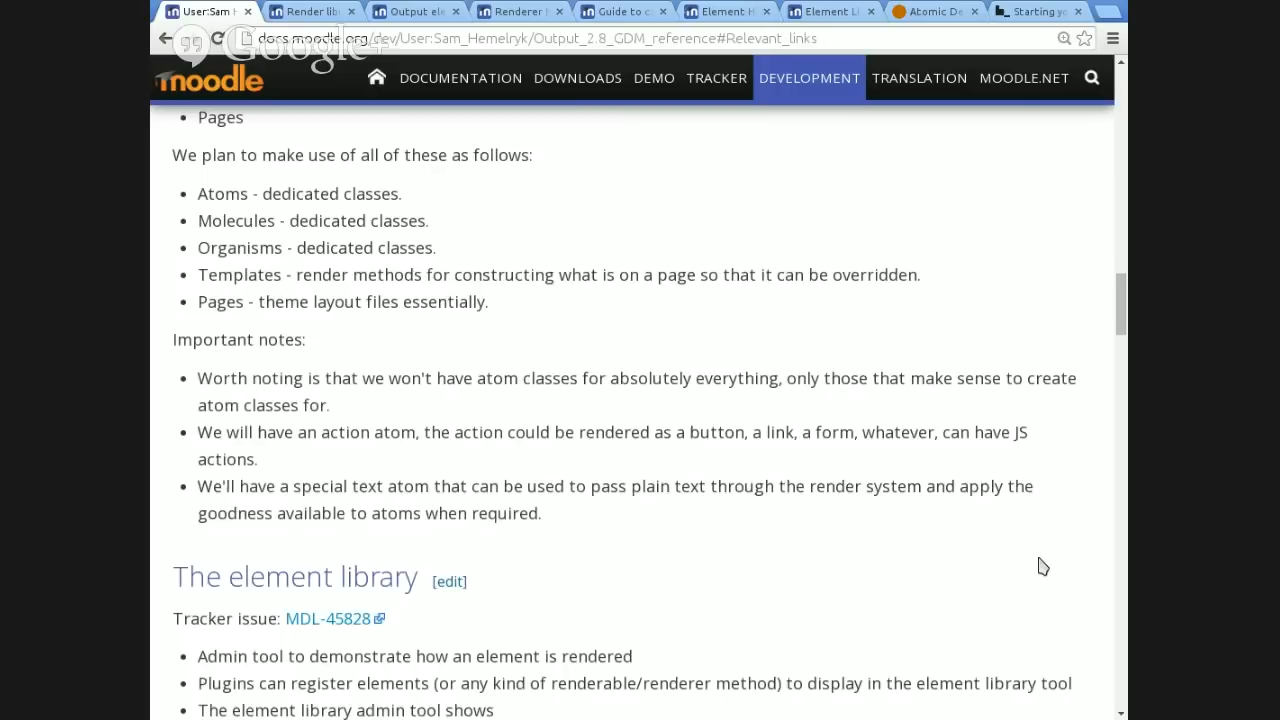 User:Sam H
Render lib
Output ele
Renderer
Guide to c
Element H
Element Li
Atomic De
Starting yo
docs.moodle.org/dev/User:Sam_Hemelryk/Output_2.8_GDM_reference#Relevant_links
Google+
moodle
DOCUMENTATION DOWNLOADS DEMO TRACKER DEVELOPMENT TRANSLATION MOODLE.NET
• Pages
We plan to make use of all of these as follows:
• Atoms - dedicated classes.
• Molecules - dedicated classes.
• Organisms - dedicated classes.
• Templates - render methods for constructing what is on a page so that it can be overridden.
• Pages - theme layout files essentially.
Important notes:
• Worth noting is that we won't have atom classes for absolutely everything, only those that make sense to create
atom classes for.
• We will have an action atom, the action could be rendered as a button, a link, a form, whatever, can have JS
actions.
• We'll have a special text atom that can be used to pass plain text through the render system and apply the
goodness available to atoms when required.
The element library [edit]
Tracker issue: MDL-45828
• Admin tool to demonstrate how an element is rendered
• Plugins can register elements (or any kind of renderable/renderer method) to display in the element library tool
• The element library admin tool shows